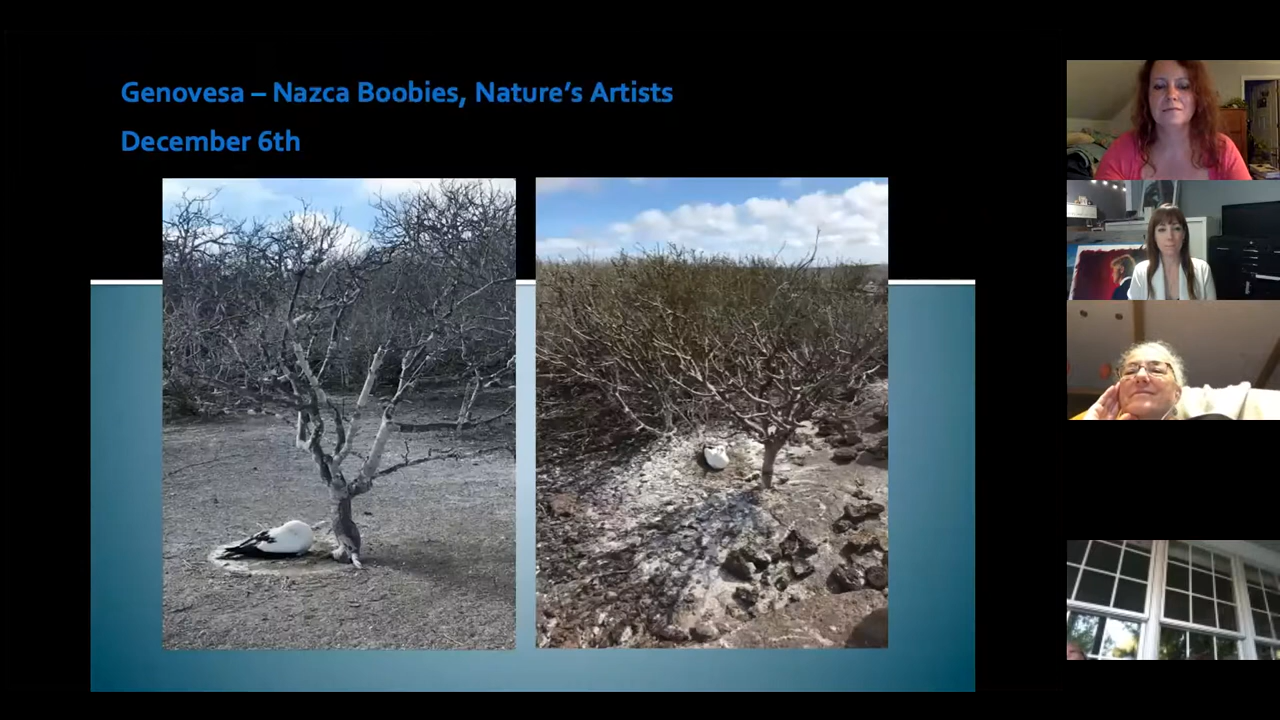 Genovesa – Nazca Boobies, Nature’s Artists
December 6th